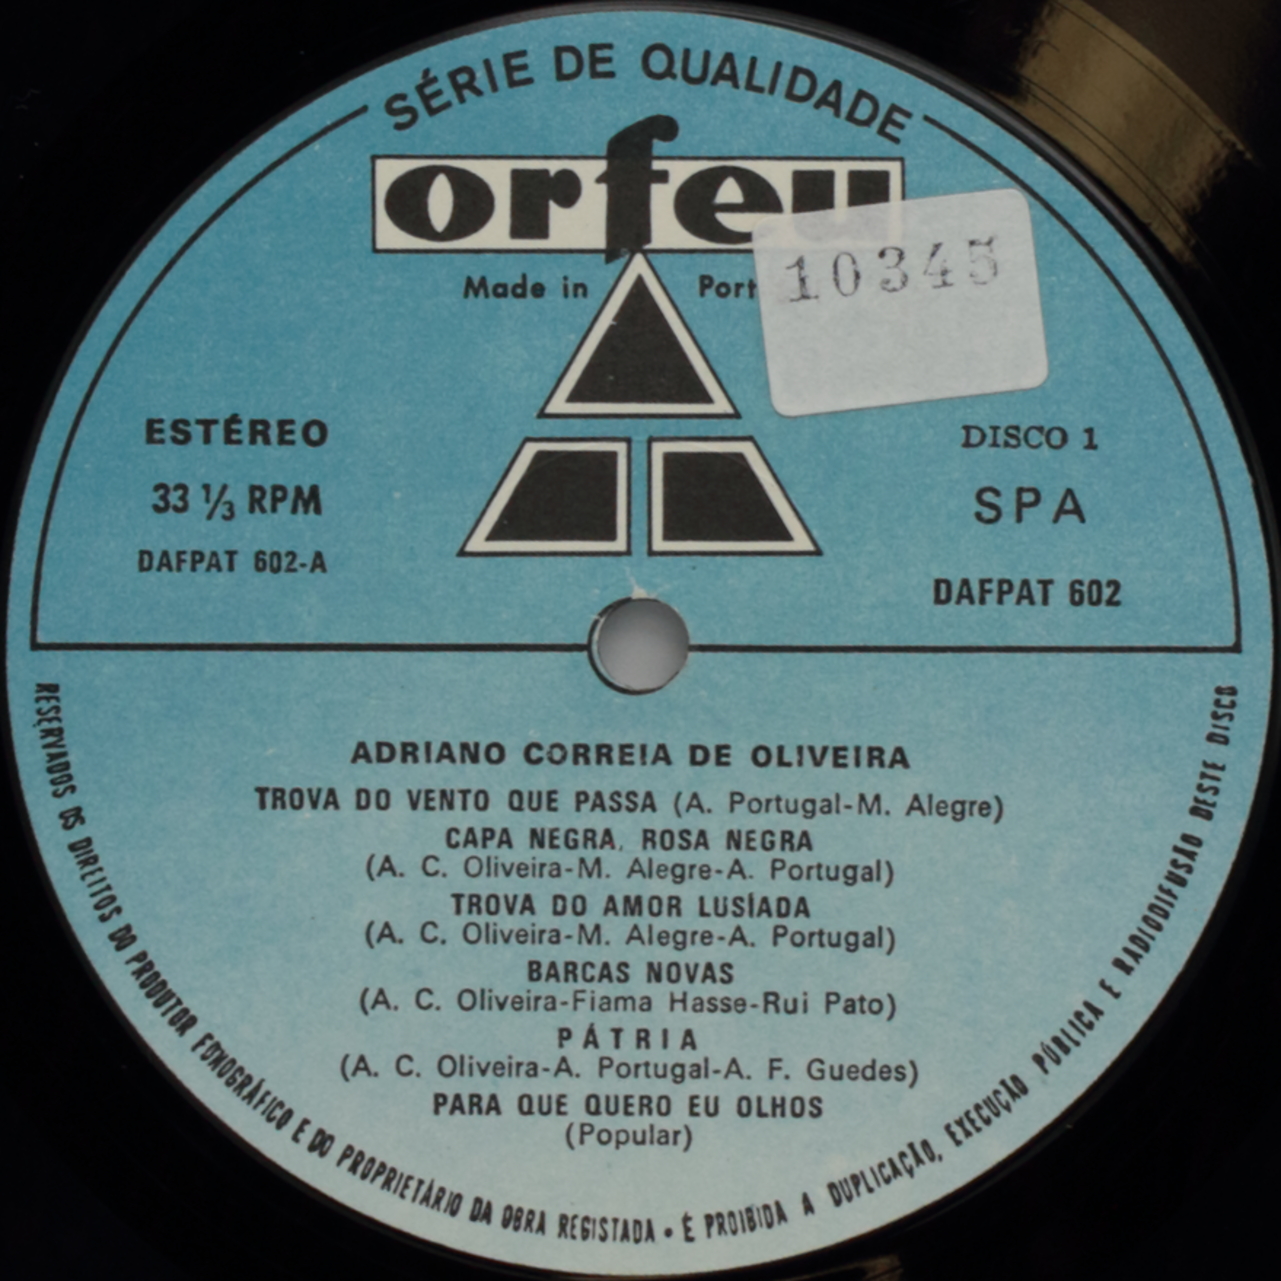 SÉRIE DE QUALIDADE
orfeu
10345
Made in Port
ESTÉREO
33 ⅓ RPM
DAFPAT 602-A
DISCO 1
SPA
DAFPAT 602
ADRIANO CORREIA DE OLIVEIRA
TROVA DO VENTO QUE PASSA (A. Portugal-M. Alegre)
CAPA NEGRA, ROSA NEGRA
(A. C. Oliveira-M. Alegre-A. Portugal)
TROVA DO AMOR LUSÍADA
(A. C. Oliveira-M. Alegre-A. Portugal)
BARCAS NOVAS
(A. C. Oliveira-Fiama Hasse-Rui Pato)
PÁTRIA
(A. C. Oliveira-A. Portugal-A. F. Guedes)
PARA QUE QUERO EU OLHOS
(Popular)
RESERVADOS OS DIREITOS DO PRODUTOR FONOGRÁFICO E DO PROPRIETÁRIO DA OBRA REGISTADA • É PROIBIDA A DUPLICAÇÃO, EXECUÇÃO PÚBLICA E RADIODIFUSÃO DESTE DISCO